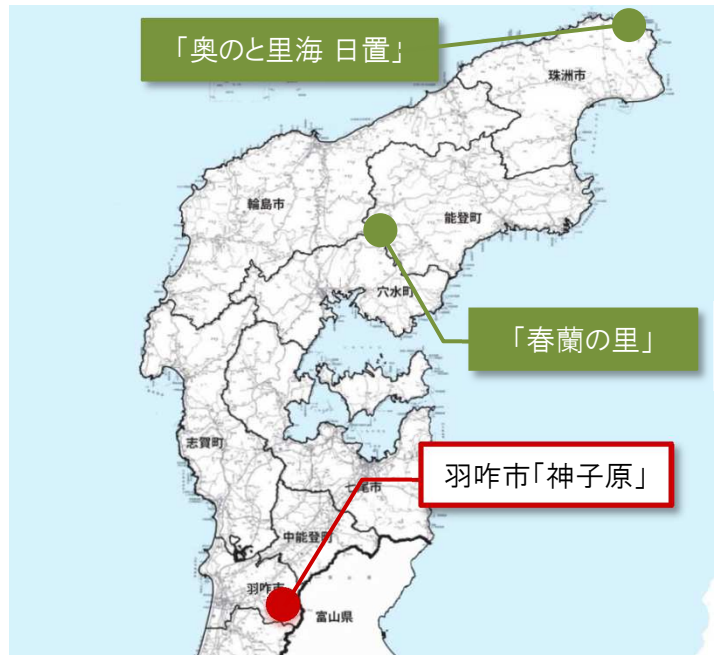 「奥のと里海 日置」
珠洲市
輪島市
能登町
穴水町
「春蘭の里」
志賀町
羽咋市「神子原」
七尾市
中能登町
羽咋市
富山県